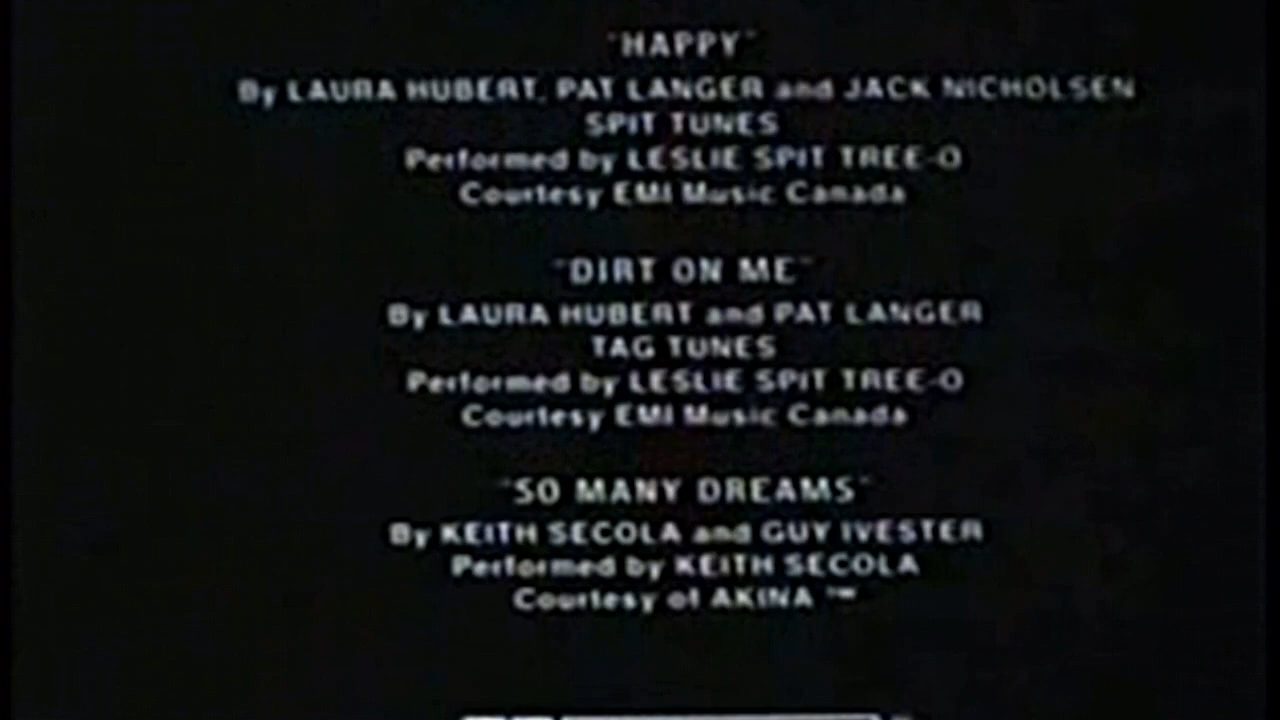 "HAPPY"
By LAURA HUBERT, PAT LANGER and JACK NICHOLSEN
SPIT TUNES
Performed by LESLIE SPIT TREE-O
Courtesy EMI Music Canada
"DIRT ON ME"
By LAURA HUBERT and PAT LANGER
TAG TUNES
Performed by LESLIE SPIT TREE-O
Courtesy EMI Music Canada
"SO MANY DREAMS"
By KEITH SECOLA and GUY IVESTER
Performed by KEITH SECOLA
Courtesy of AKINA ™